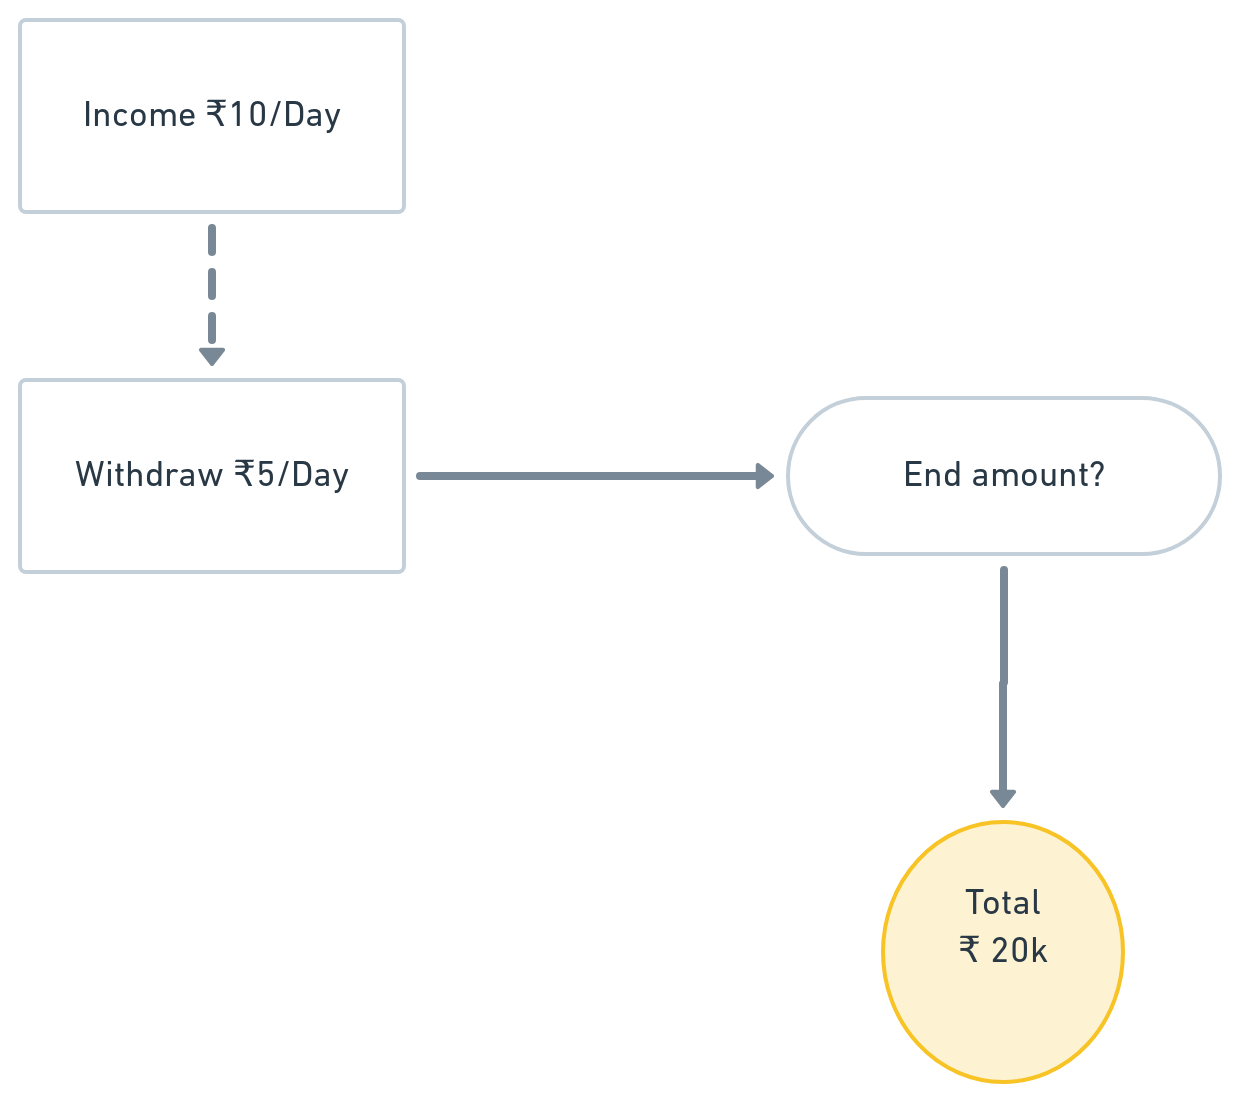 Income ₹10/Day
Withdraw ₹5/Day
End amount?
Total
₹ 20k